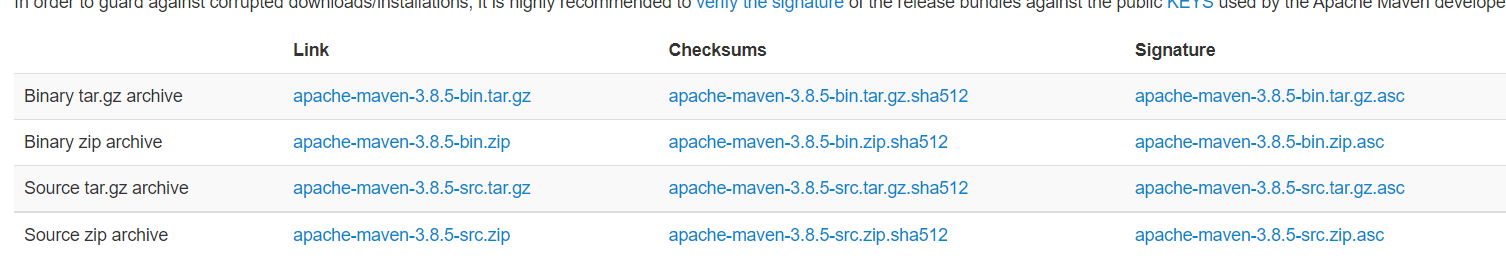 In order to guard against corrupted downloads/installations, it is highly recommended to verify the signature of the release bundles against the public KEYS used by the Apache Maven develope
Link Checksums Signature
Binary tar.gz archive apache-maven-3.8.5-bin.tar.gz apache-maven-3.8.5-bin.tar.gz.sha512 apache-maven-3.8.5-bin.tar.gz.asc
Binary zip archive apache-maven-3.8.5-bin.zip apache-maven-3.8.5-bin.zip.sha512 apache-maven-3.8.5-bin.zip.asc
Source tar.gz archive apache-maven-3.8.5-src.tar.gz apache-maven-3.8.5-src.tar.gz.sha512 apache-maven-3.8.5-src.tar.gz.asc
Source zip archive apache-maven-3.8.5-src.zip apache-maven-3.8.5-src.zip.sha512 apache-maven-3.8.5-src.zip.asc